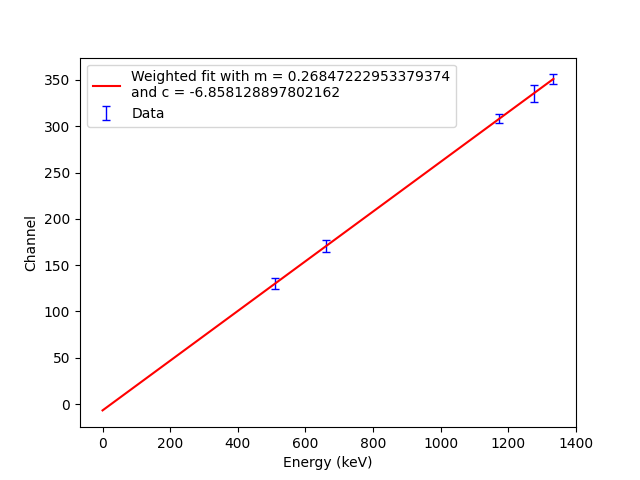 Weighted fit with m = 0.26847222953379374
and c = -6.858128897802162
Data
350
300
250
200
150
100
50
0
Channel
0 200 400 600 800 1000 1200 1400
Energy (keV)